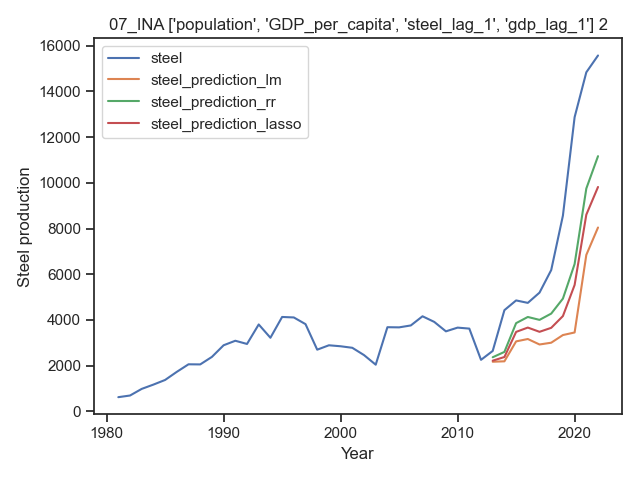 07_INA ['population', 'GDP_per_capita', 'steel_lag_1', 'gdp_lag_1'] 2
16000
14000
12000
10000
8000
6000
4000
2000
0
Steel production
steel
steel_prediction_lm
steel_prediction_rr
steel_prediction_lasso
1980
1990
2000
2010
2020
Year